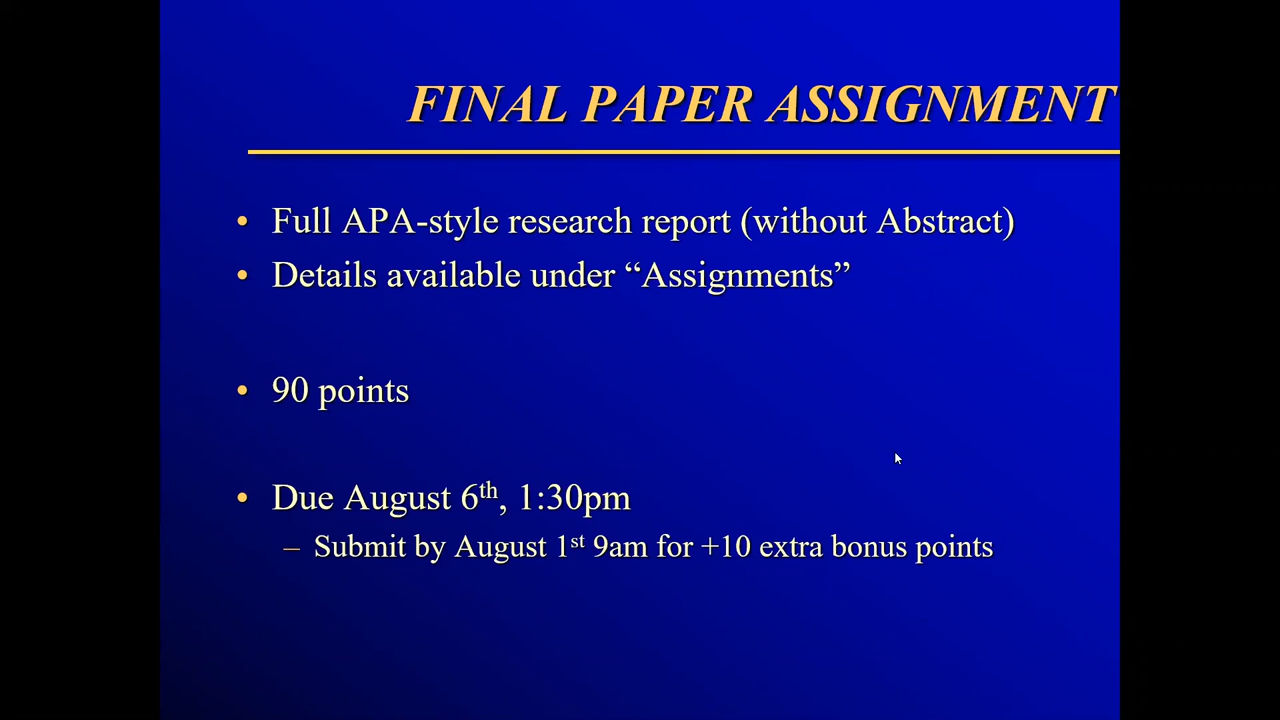 FINAL PAPER ASSIGNMENT
• Full APA-style research report (without Abstract)
• Details available under “Assignments”
• 90 points
• Due August 6th, 1:30pm
– Submit by August 1st 9am for +10 extra bonus points